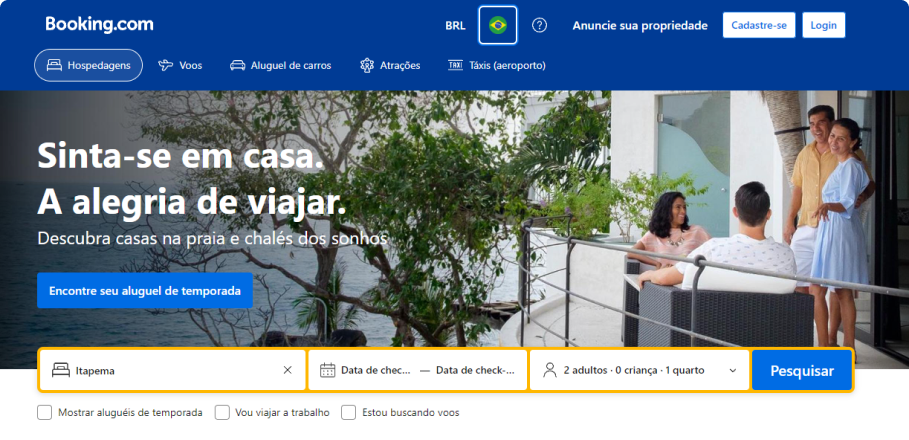 Booking.com
BRL
Anuncie sua propriedade
Cadastre-se
Login
Hospedagens
Voos
Aluguel de carros
Atrações
TAXI
Táxis (aeroporto)
Sinta-se em casa.
A alegria de viajar.
Descubra casas na praia e chalés dos sonhos
Encontre seu aluguel de temporada
Itapema
Data de chec... — Data de check-...
2 adultos · 0 criança · 1 quarto
Pesquisar
Mostrar aluguéis de temporada
Vou viajar a trabalho
Estou buscando voos